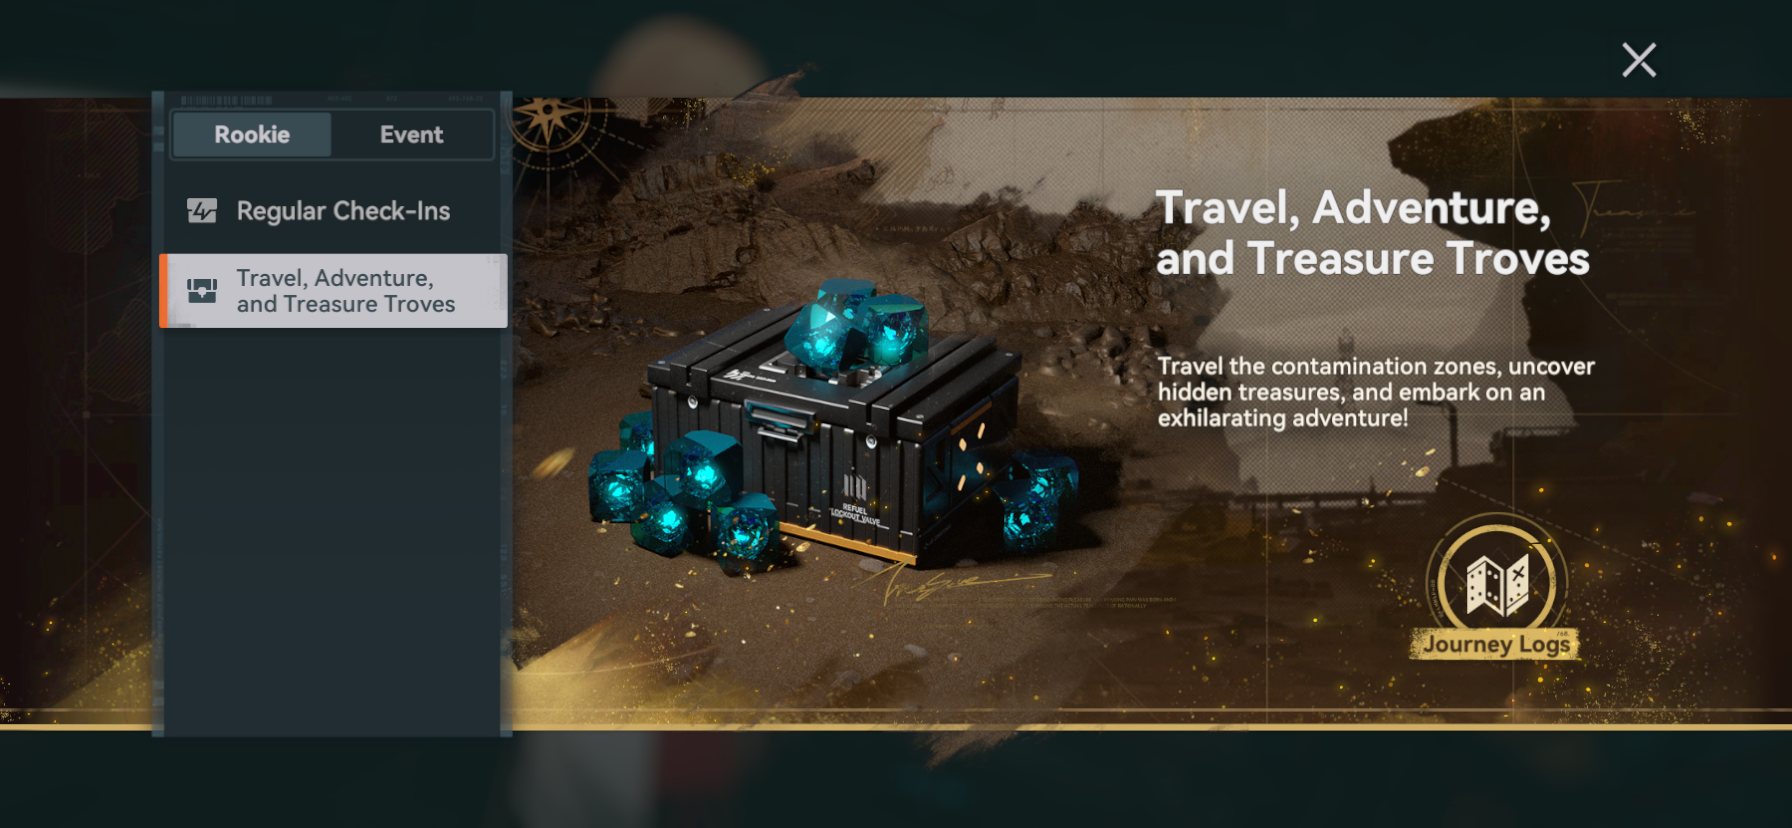 Rookie
Event
Regular Check-Ins
Travel, Adventure,
and Treasure Troves
Travel, Adventure,
and Treasure Troves
Treasure
Travel the contamination zones, uncover
hidden treasures, and embark on an
exhilarating adventure!
REFUEL
LOCKOUT VALVE
Journey Logs